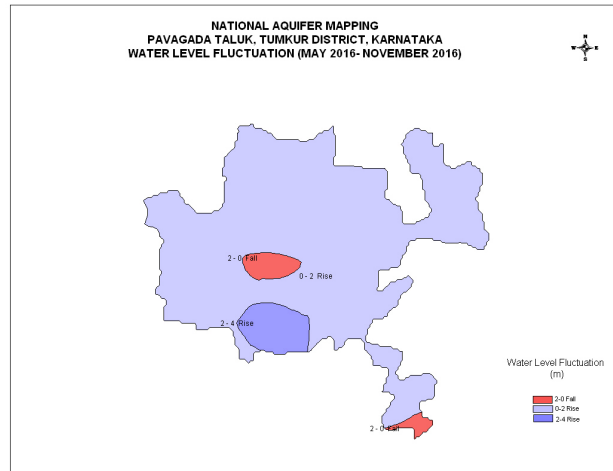 NATIONAL AQUIFER MAPPING
PAVAGADA TALUK, TUMKUR DISTRICT, KARNATAKA
WATER LEVEL FLUCTUATION (MAY 2016- NOVEMBER 2016)
N
W E
S
2 - 0 Fall
0 - 2 Rise
2 - 4 Rise
2 - 0 Fall
Water Level Fluctuation
(m)
2-0 Fall
0-2 Rise
2-4 Rise